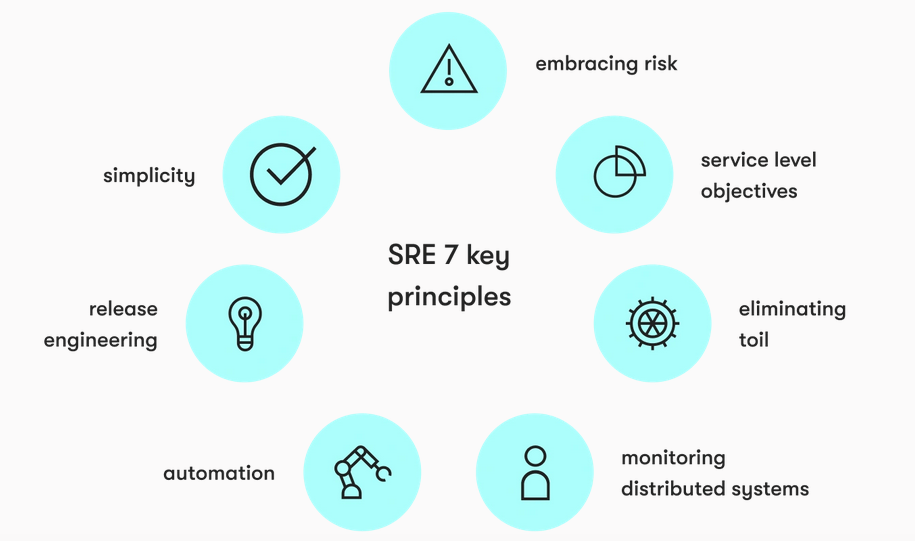 embracing risk
service level
objectives
eliminating
toil
monitoring
distributed systems
automation
release
engineering
simplicity
SRE 7 key
principles